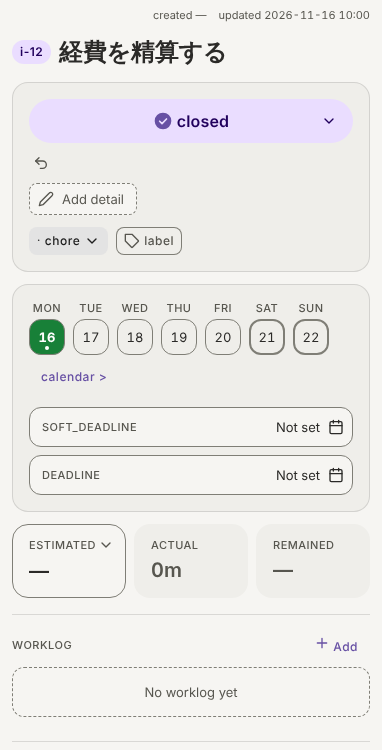 created — updated 2026-11-16 10:00
i-12 経費を精算する
closed
Add detail
· chore label
MON TUE WED THU FRI SAT SUN
16 17 18 19 20 21 22
calendar >
SOFT_DEADLINE Not set
DEADLINE Not set
ESTIMATED ACTUAL REMAINED
— 0m —
WORKLOG + Add
No worklog yet